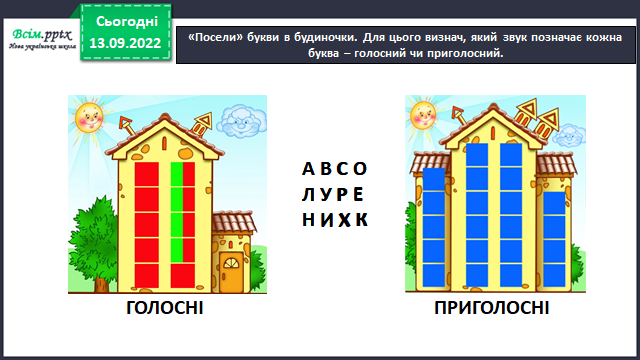 Всім.pptx
Нова українська школа
Сьогодні
13.09.2022
«Посели» букви в будиночки. Для цього визнач, який звук позначає кожна
буква – голосний чи приголосний.
А В С О
Л У Р Е
Н И Х К
ГОЛОСНІ
ПРИГОЛОСНІ